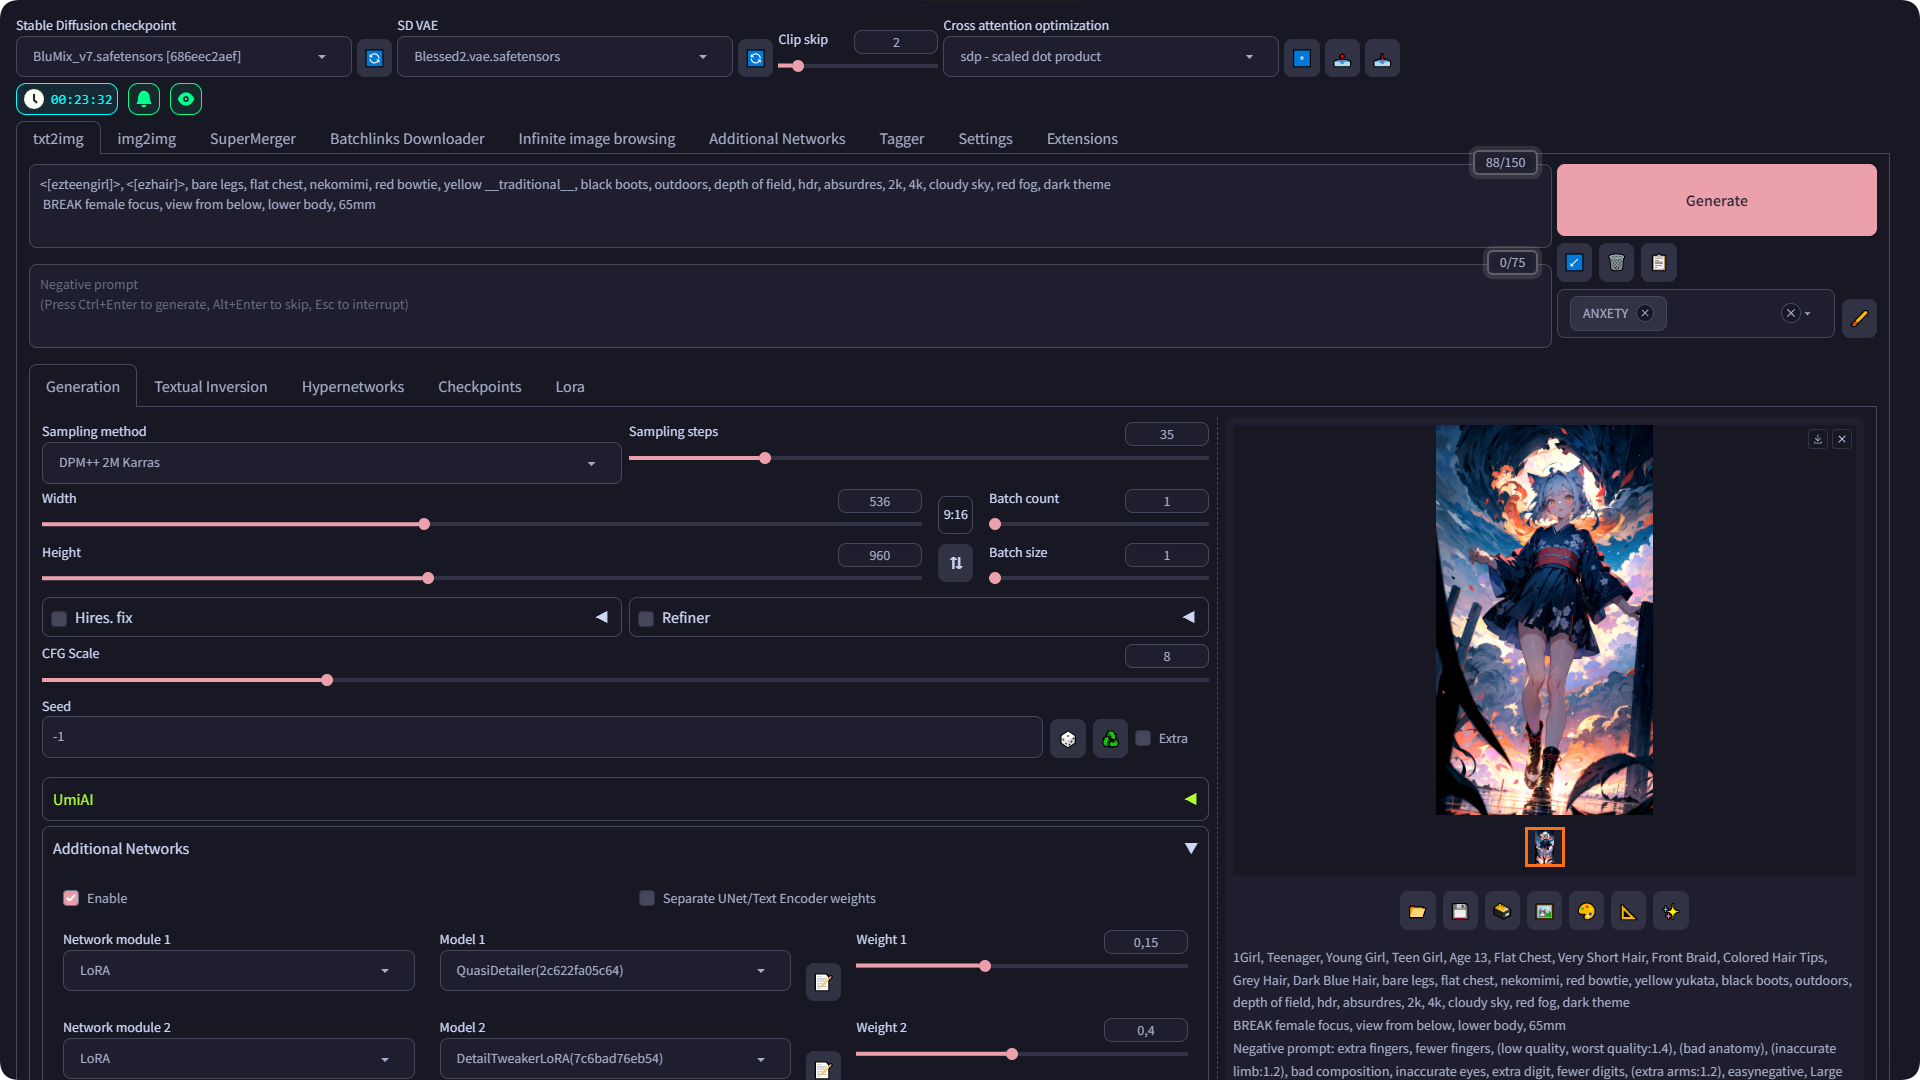 Stable Diffusion checkpoint
BluMix_v7.safetensors [686eec2aef]
SD VAE
Blessed2.vae.safetensors
Clip skip
2
Cross attention optimization
sdp - scaled dot product
00:23:32
txt2img
img2img
SuperMerger
Batchlinks Downloader
Infinite image browsing
Additional Networks
Tagger
Settings
Extensions
88/150
<[ezteengirl]>, <[ezhair]>, bare legs, flat chest, nekomimi, red bowtie, yellow __traditional__, black boots, outdoors, depth of field, hdr, absurdres, 2k, 4k, cloudy sky, red fog, dark theme
BREAK female focus, view from below, lower body, 65mm
Generate
0/75
Negative prompt
(Press Ctrl+Enter to generate, Alt+Enter to skip, Esc to interrupt)
ANXETY
Generation
Textual Inversion
Hypernetworks
Checkpoints
Lora
Sampling method
DPM++ 2M Karras
Sampling steps
35
Width
536
9:16
Batch count
1
Height
960
Batch size
1
Hires. fix
Refiner
CFG Scale
8
Seed
-1
Extra
UmiAI
Additional Networks
Enable
Separate UNet/Text Encoder weights
Network module 1
LoRA
Model 1
QuasiDetailer(2c622fa05c64)
Weight 1
0,15
Network module 2
LoRA
Model 2
DetailTweakerLoRA(7c6bad76eb54)
Weight 2
0,4
1Girl, Teenager, Young Girl, Teen Girl, Age 13, Flat Chest, Very Short Hair, Front Braid, Colored Hair Tips,
Grey Hair, Dark Blue Hair, bare legs, flat chest, nekomimi, red bowtie, yellow yukata, black boots, outdoors,
depth of field, hdr, absurdres, 2k, 4k, cloudy sky, red fog, dark theme
BREAK female focus, view from below, lower body, 65mm
Negative prompt: extra fingers, fewer fingers, (low quality, worst quality:1.4), (bad anatomy), (inaccurate
limb:1.2), bad composition, inaccurate eyes, extra digit, fewer digits, (extra arms:1.2), easynegative, Large